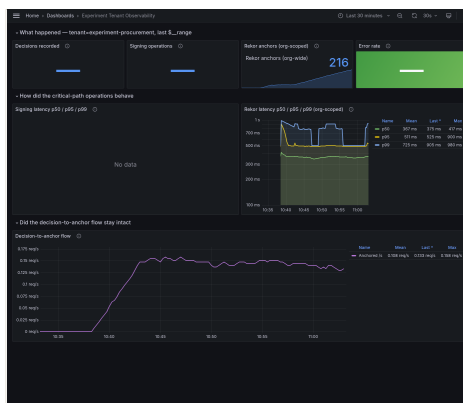 Home › Dashboards › Experiment Tenant Observability
Last 30 minutes
30s
What happened — tenant=experiment-procurement, last $__range
Decisions recorded
Signing operations
Rekor anchors (org-scoped)
Error rate
Rekor anchors (org-wide)
216
How did the critical-path operations behave
Signing latency p50 / p95 / p99
Rekor latency p50 / p95 / p99 (org-scoped)
No data
1 s
700 ms
500 ms
300 ms
200 ms
100 ms
10:35 10:40 10:45 10:50 10:55 11:00
Name Mean Last * Max
p50 367 ms 375 ms 417 ms
p95 511 ms 525 ms 900 ms
p99 725 ms 905 ms 980 ms
Did the decision-to-anchor flow stay intact
Decision-to-anchor flow
0.175 req/s
0.15 req/s
0.125 req/s
0.1 req/s
0.075 req/s
0.05 req/s
0.025 req/s
0 req/s
10:35 10:40 10:45 10:50 10:55 11:00
Name Mean Last * Max
Anchored /s 0.108 req/s 0.133 req/s